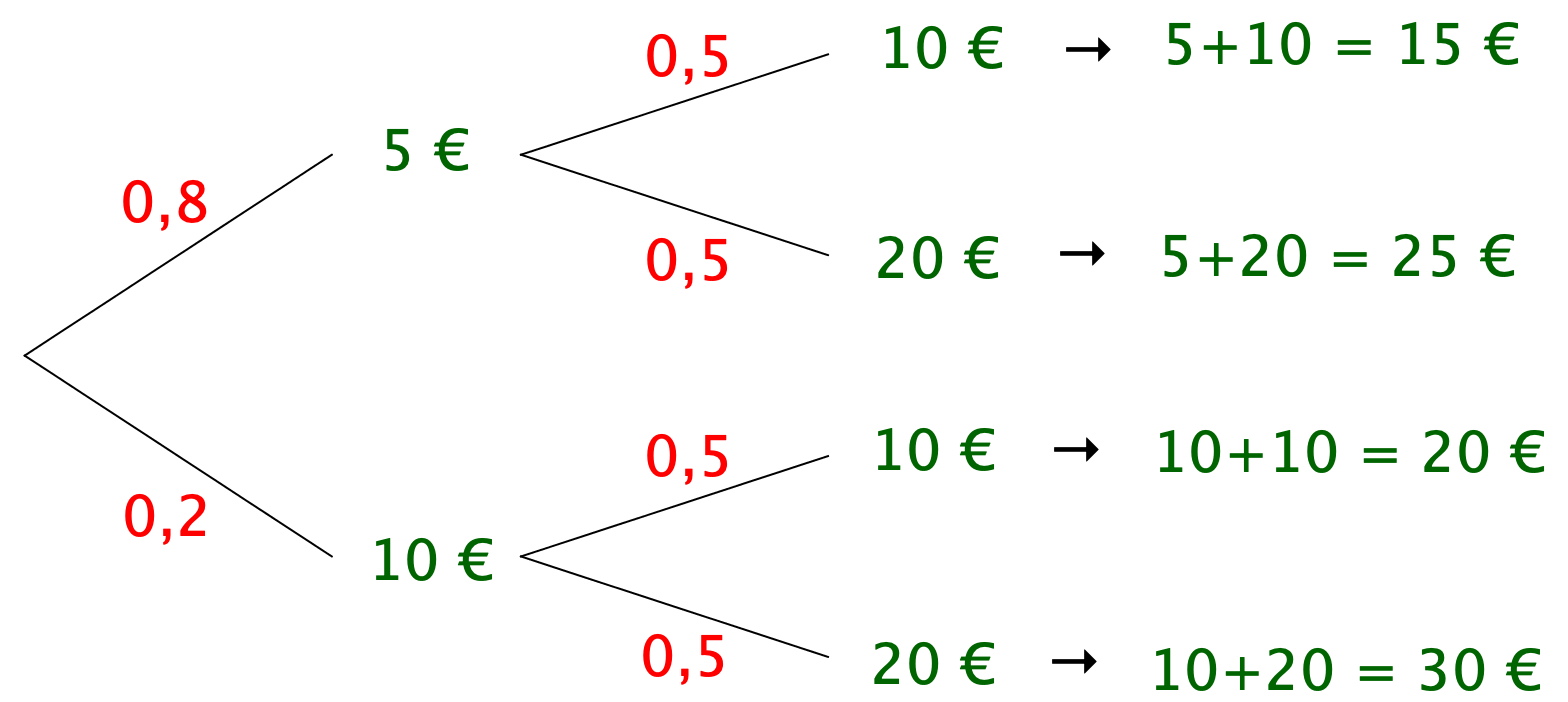 0,5 10 € → 5+10 = 15 €
5 €
0,8
0,5 20 € → 5+20 = 25 €
0,5 10 € → 10+10 = 20 €
0,2
10 €
0,5 20 € → 10+20 = 30 €